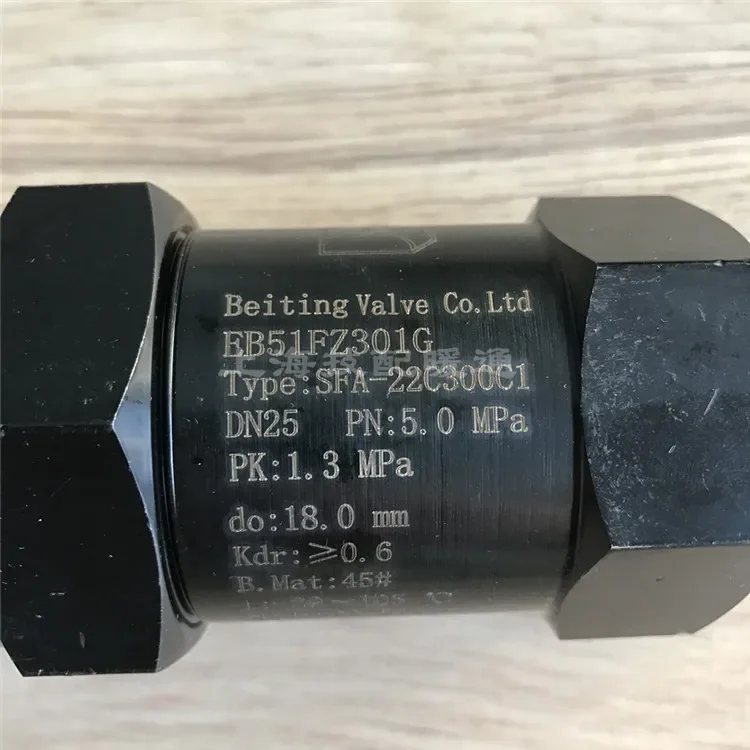 Beiting Valve Co.Ltd
EB51FZ301G
Type:SFA-22C300C1
DN25 PN:5.0 MPa
PK:1.3 MPa
do:18.0 mm
Kdr:≥0.6
B.Mat:45#
℃